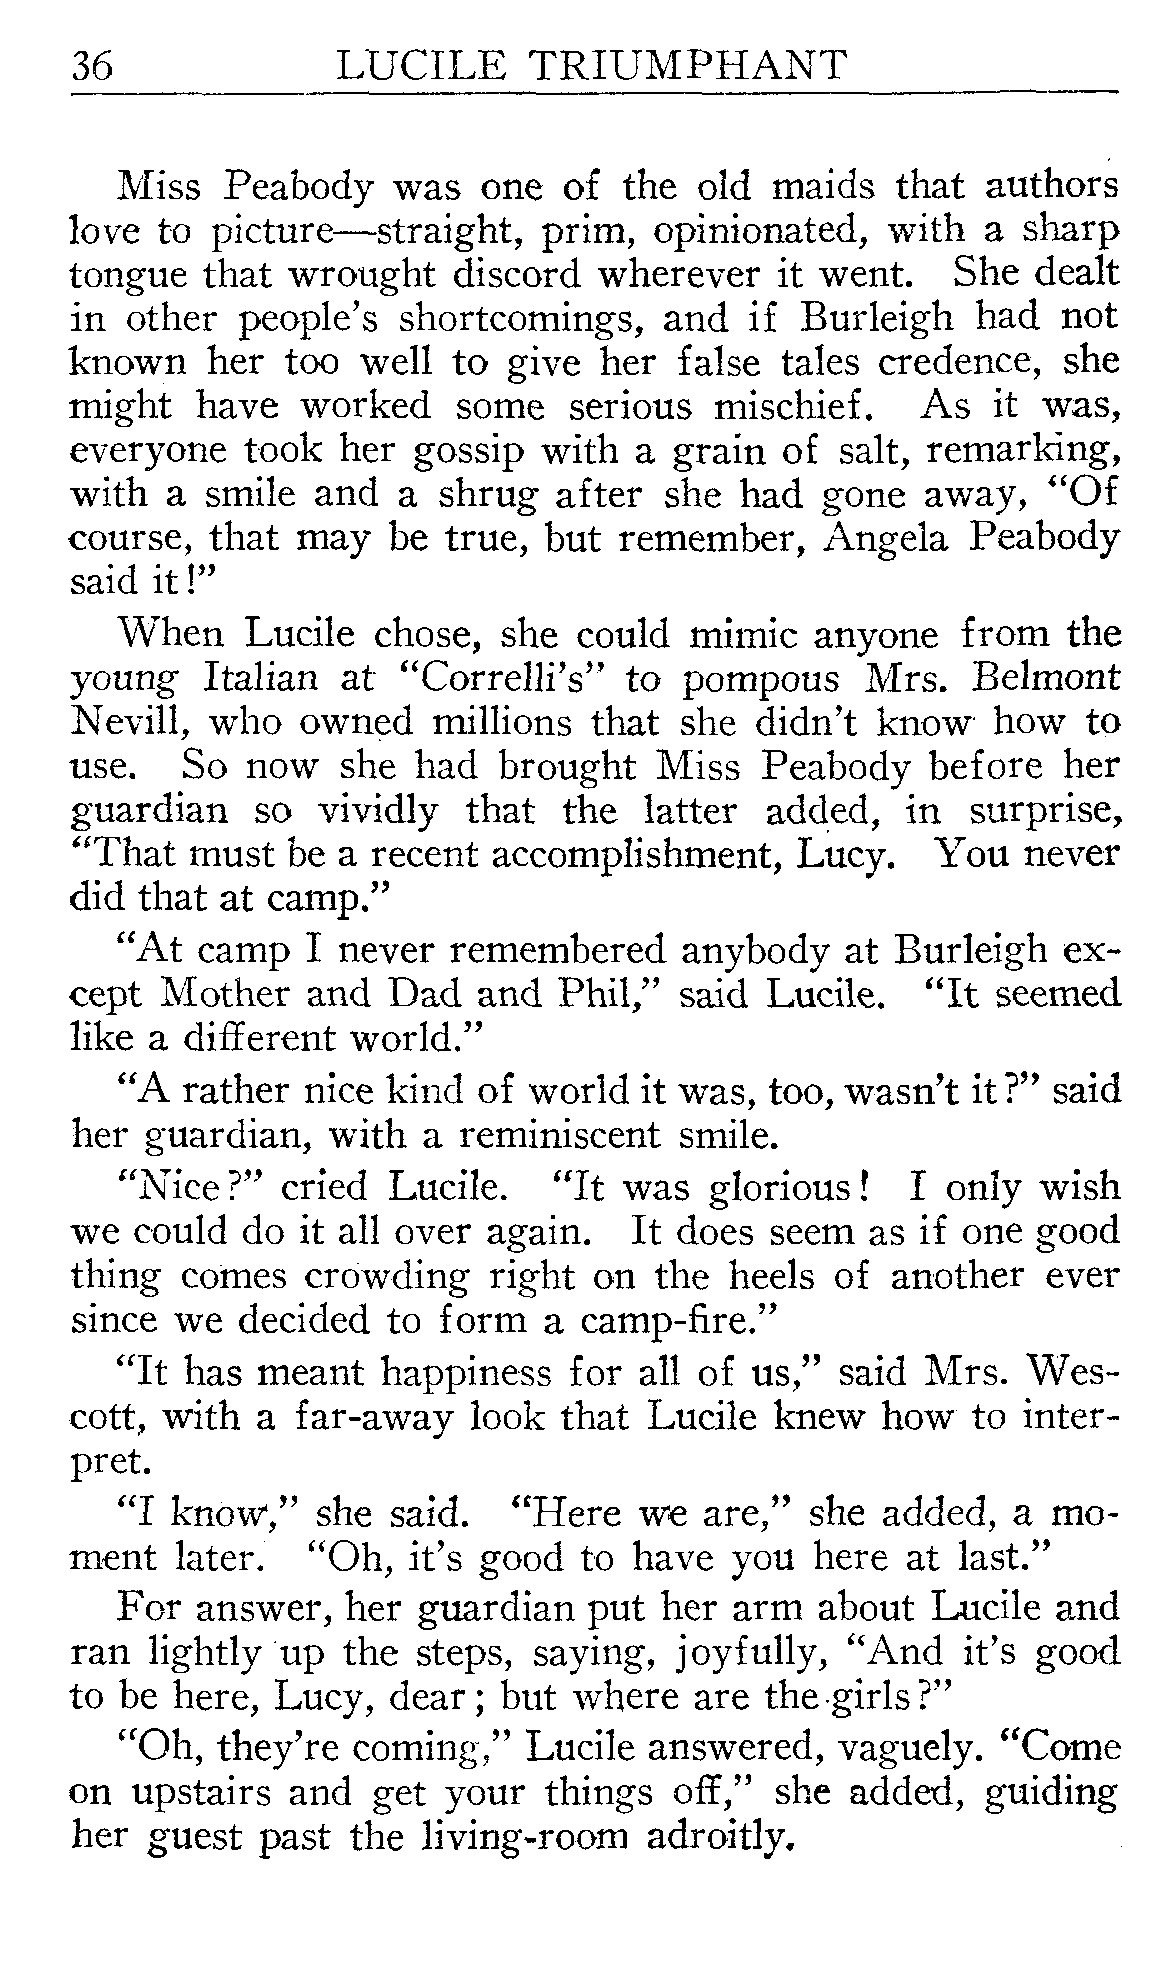 36 LUCILE TRIUMPHANT
Miss Peabody was one of the old maids that authors
love to picture—straight, prim, opinionated, with a sharp
tongue that wrought discord wherever it went. She dealt
in other people's shortcomings, and if Burleigh had not
known her too well to give her false tales credence, she
might have worked some serious mischief. As it was,
everyone took her gossip with a grain of salt, remarking,
with a smile and a shrug after she had gone away, “Of
course, that may be true, but remember, Angela Peabody
said it!”
When Lucile chose, she could mimic anyone from the
young Italian at “Correlli's” to pompous Mrs. Belmont
Nevill, who owned millions that she didn't know how to
use. So now she had brought Miss Peabody before her
guardian so vividly that the latter added, in surprise,
“That must be a recent accomplishment, Lucy. You never
did that at camp.”
“At camp I never remembered anybody at Burleigh ex-
cept Mother and Dad and Phil,” said Lucile. “It seemed
like a different world.”
“A rather nice kind of world it was, too, wasn't it?” said
her guardian, with a reminiscent smile.
“Nice?” cried Lucile. “It was glorious! I only wish
we could do it all over again. It does seem as if one good
thing comes crowding right on the heels of another ever
since we decided to form a camp-fire.”
“It has meant happiness for all of us,” said Mrs. Wes-
cott, with a far-away look that Lucile knew how to inter-
pret.
“I know,” she said. “Here we are,” she added, a mo-
ment later. “Oh, it's good to have you here at last.”
For answer, her guardian put her arm about Lucile and
ran lightly up the steps, saying, joyfully, “And it's good
to be here, Lucy, dear; but where are the girls?”
“Oh, they're coming,” Lucile answered, vaguely. “Come
on upstairs and get your things off,” she added, guiding
her guest past the living-room adroitly.